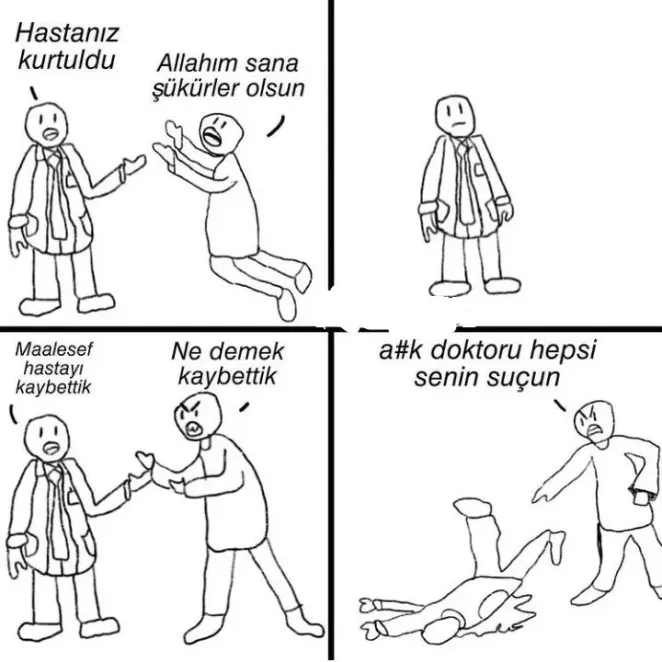 Hastanız
kurtuldu
Allahım sana
şükürler olsun
Maalesef
hastayı
kaybettik
Ne demek
kaybettik
a#k doktoru hepsi
senin suçun